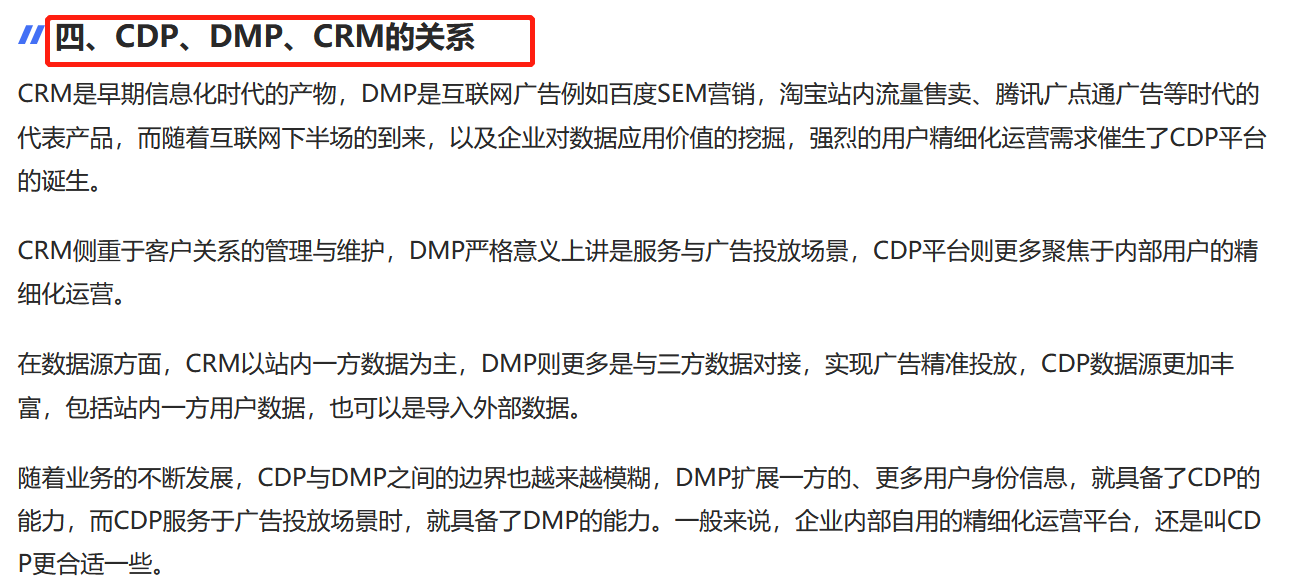 四、CDP、DMP、CRM的关系
CRM是早期信息化时代的产物，DMP是互联网广告例如百度SEM营销，淘宝站内流量售卖、腾讯广点通广告等时代的
代表产品，而随着互联网下半场的到来，以及企业对数据应用价值的挖掘，强烈的用户精细化运营需求催生了CDP平台
的诞生。
CRM侧重于客户关系的管理与维护，DMP严格意义上讲是服务与广告投放场景，CDP平台则更多聚焦于内部用户的精
细化运营。
在数据源方面，CRM以站内一方数据为主，DMP则更多是与三方数据对接，实现广告精准投放，CDP数据源更加丰
富，包括站内一方用户数据，也可以是导入外部数据。
随着业务的不断发展，CDP与DMP之间的边界也越来越模糊，DMP扩展一方的、更多用户身份信息，就具备了CDP的
能力，而CDP服务于广告投放场景时，就具备了DMP的能力。一般来说，企业内部自用的精细化运营平台，还是叫CD
P更合适一些。